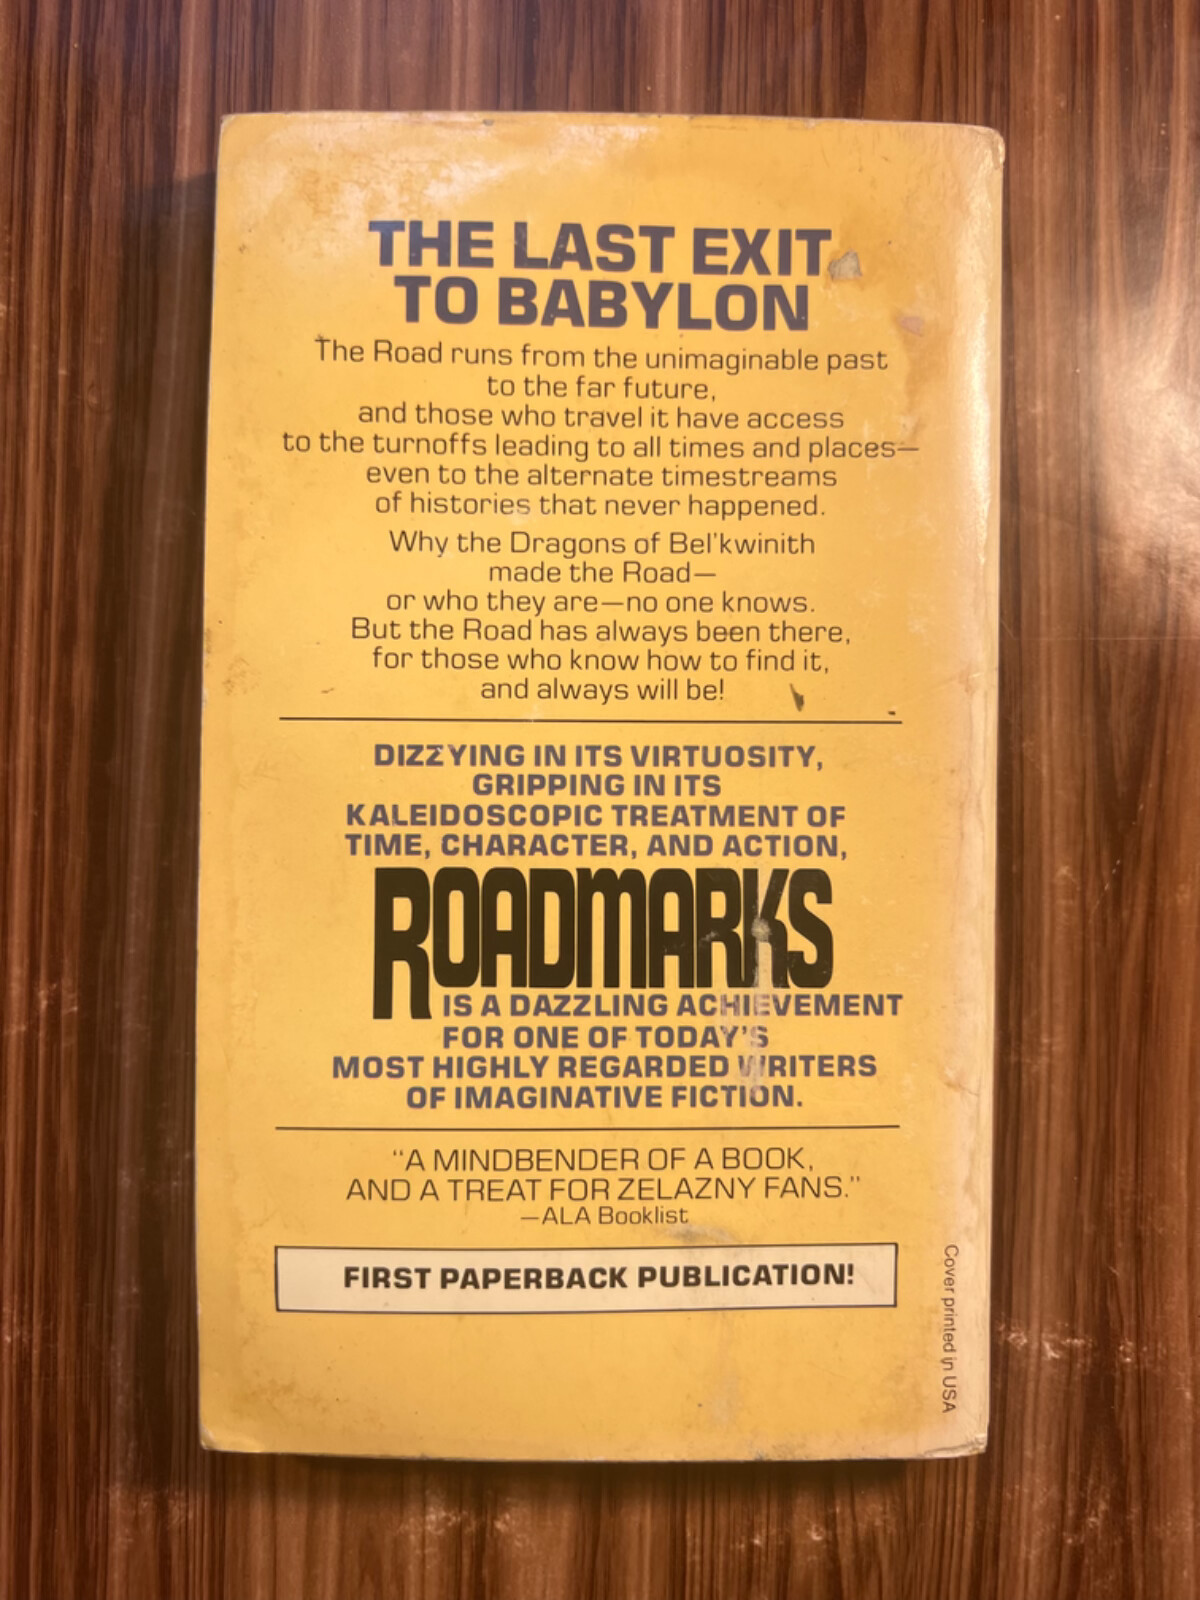 THE LAST EXIT
TO BABYLON
The Road runs from the unimaginable past
to the far future,
and those who travel it have access
to the turnoffs leading to all times and places—
even to the alternate timestreams
of histories that never happened.
Why the Dragons of Bel'kwinith
made the Road—
or who they are—no one knows.
But the Road has always been there,
for those who know how to find it,
and always will be!
DIZZYING IN ITS VIRTUOSITY,
GRIPPING IN ITS
KALEIDOSCOPIC TREATMENT OF
TIME, CHARACTER, AND ACTION,
ROADMARKS
IS A DAZZLING ACHIEVEMENT
FOR ONE OF TODAY'S
MOST HIGHLY REGARDED WRITERS
OF IMAGINATIVE FICTION.
"A MINDBENDER OF A BOOK,
AND A TREAT FOR ZELAZNY FANS."
—ALA Booklist
FIRST PAPERBACK PUBLICATION!
Cover printed in USA